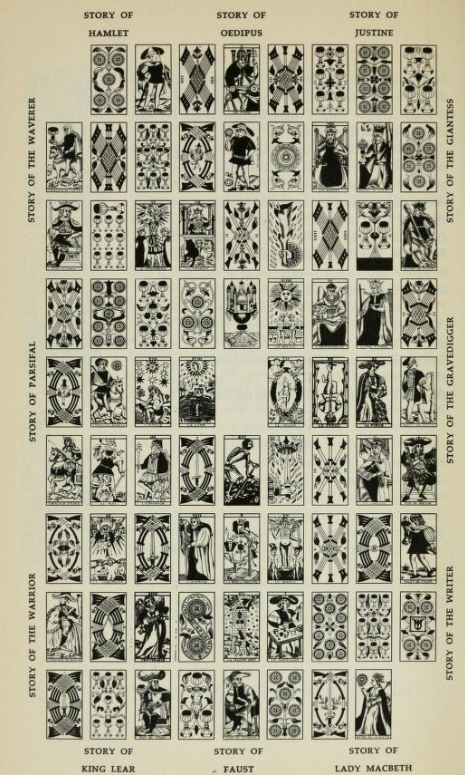 STORY OF
HAMLET
STORY OF
OEDIPUS
STORY OF
JUSTINE
STORY OF THE WAVERER
STORY OF THE GIANTESS
STORY OF PARSIFAL
STORY OF THE GRAVEDIGGER
STORY OF THE WARRIOR
STORY OF THE WRITER
STORY OF
KING LEAR
STORY OF
FAUST
STORY OF
LADY MACBETH